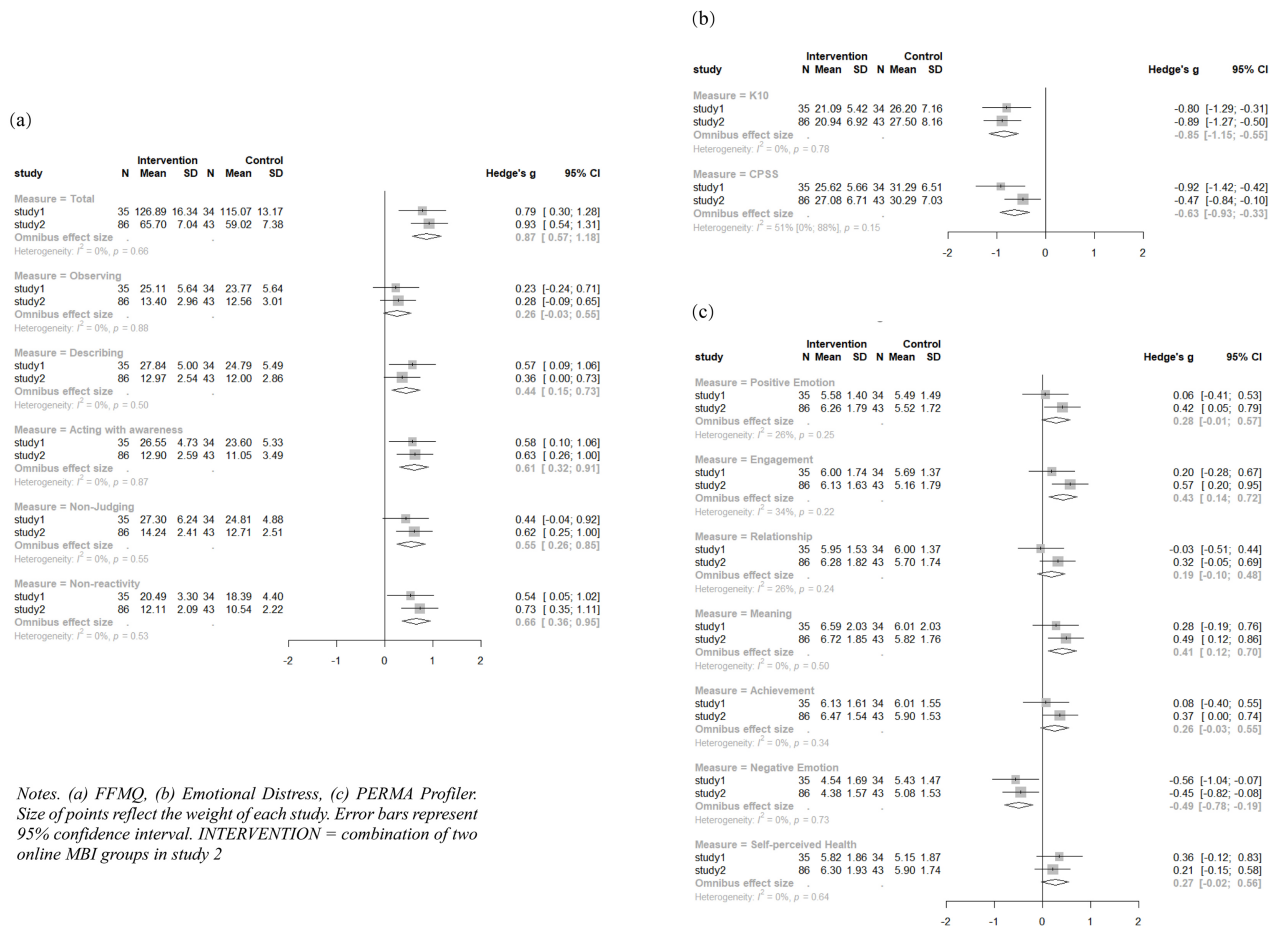 (a)
Intervention Control
study N Mean SD N Mean SD Hedge's g 95% CI
Measure = Total
study1 35 126.89 16.34 34 115.07 13.17 0.79 [ 0.30; 1.28]
study2 86 65.70 7.04 43 59.02 7.38 0.93 [ 0.54; 1.31]
Omnibus effect size . . 0.87 [ 0.57; 1.18]
Heterogeneity: I² = 0%, p = 0.66
Measure = Observing
study1 35 25.11 5.64 34 23.77 5.64 0.23 [-0.24; 0.71]
study2 86 13.40 2.96 43 12.56 3.01 0.28 [-0.09; 0.65]
Omnibus effect size . . 0.26 [-0.03; 0.55]
Heterogeneity: I² = 0%, p = 0.88
Measure = Describing
study1 35 27.84 5.00 34 24.79 5.49 0.57 [ 0.09; 1.06]
study2 86 12.97 2.54 43 12.00 2.86 0.36 [ 0.00; 0.73]
Omnibus effect size . . 0.44 [ 0.15; 0.73]
Heterogeneity: I² = 0%, p = 0.50
Measure = Acting with awareness
study1 35 26.55 4.73 34 23.60 5.33 0.58 [ 0.10; 1.06]
study2 86 12.90 2.59 43 11.05 3.49 0.63 [ 0.26; 1.00]
Omnibus effect size . . 0.61 [ 0.32; 0.91]
Heterogeneity: I² = 0%, p = 0.87
Measure = Non-Judging
study1 35 27.30 6.24 34 24.81 4.88 0.44 [-0.04; 0.92]
study2 86 14.24 2.41 43 12.71 2.51 0.62 [ 0.25; 1.00]
Omnibus effect size . . 0.55 [ 0.26; 0.85]
Heterogeneity: I² = 0%, p = 0.55
Measure = Non-reactivity
study1 35 20.49 3.30 34 18.39 4.40 0.54 [ 0.05; 1.02]
study2 86 12.11 2.09 43 10.54 2.22 0.73 [ 0.35; 1.11]
Omnibus effect size . . 0.66 [ 0.36; 0.95]
Heterogeneity: I² = 0%, p = 0.53
-2 -1 0 1 2
Notes. (a) FFMQ, (b) Emotional Distress, (c) PERMA Profiler.
Size of points reflect the weight of each study. Error bars represent
95% confidence interval. INTERVENTION = combination of two
online MBI groups in study 2
(b)
Intervention Control
study N Mean SD N Mean SD Hedge's g 95% CI
Measure = K10
study1 35 21.09 5.42 34 26.20 7.16 -0.80 [-1.29; -0.31]
study2 86 20.94 6.92 43 27.50 8.16 -0.89 [-1.27; -0.50]
Omnibus effect size . . -0.85 [-1.15; -0.55]
Heterogeneity: I² = 0%, p = 0.78
Measure = CPSS
study1 35 25.62 5.66 34 31.29 6.51 -0.92 [-1.42; -0.42]
study2 86 27.08 6.71 43 30.29 7.03 -0.47 [-0.84; -0.10]
Omnibus effect size . . -0.63 [-0.93; -0.33]
Heterogeneity: I² = 51% [0%; 88%], p = 0.15
-2 -1 0 1 2
(c)
Intervention Control
study N Mean SD N Mean SD Hedge's g 95% CI
Measure = Positive Emotion
study1 35 5.58 1.40 34 5.49 1.49 0.06 [-0.41; 0.53]
study2 86 6.26 1.79 43 5.52 1.72 0.42 [ 0.05; 0.79]
Omnibus effect size . . 0.28 [-0.01; 0.57]
Heterogeneity: I² = 26%, p = 0.25
Measure = Engagement
study1 35 6.00 1.74 34 5.69 1.37 0.20 [-0.28; 0.67]
study2 86 6.13 1.63 43 5.16 1.79 0.57 [ 0.20; 0.95]
Omnibus effect size . . 0.43 [ 0.14; 0.72]
Heterogeneity: I² = 34%, p = 0.22
Measure = Relationship
study1 35 5.95 1.53 34 6.00 1.37 -0.03 [-0.51; 0.44]
study2 86 6.28 1.82 43 5.70 1.74 0.32 [-0.05; 0.69]
Omnibus effect size . . 0.19 [-0.10; 0.48]
Heterogeneity: I² = 26%, p = 0.24
Measure = Meaning
study1 35 6.59 2.03 34 6.01 2.03 0.28 [-0.19; 0.76]
study2 86 6.72 1.85 43 5.82 1.76 0.49 [ 0.12; 0.86]
Omnibus effect size . . 0.41 [ 0.12; 0.70]
Heterogeneity: I² = 0%, p = 0.50
Measure = Achievement
study1 35 6.13 1.61 34 6.01 1.55 0.08 [-0.40; 0.55]
study2 86 6.47 1.54 43 5.90 1.53 0.37 [ 0.00; 0.74]
Omnibus effect size . . 0.26 [-0.03; 0.55]
Heterogeneity: I² = 0%, p = 0.34
Measure = Negative Emotion
study1 35 4.54 1.69 34 5.43 1.47 -0.56 [-1.04; -0.07]
study2 86 4.38 1.57 43 5.08 1.53 -0.45 [-0.82; -0.08]
Omnibus effect size . . -0.49 [-0.78; -0.19]
Heterogeneity: I² = 0%, p = 0.73
Measure = Self-perceived Health
study1 35 5.82 1.86 34 5.15 1.87 0.36 [-0.12; 0.83]
study2 86 6.30 1.93 43 5.90 1.74 0.21 [-0.15; 0.58]
Omnibus effect size . . 0.27 [-0.02; 0.56]
Heterogeneity: I² = 0%, p = 0.64
-2 -1 0 1 2